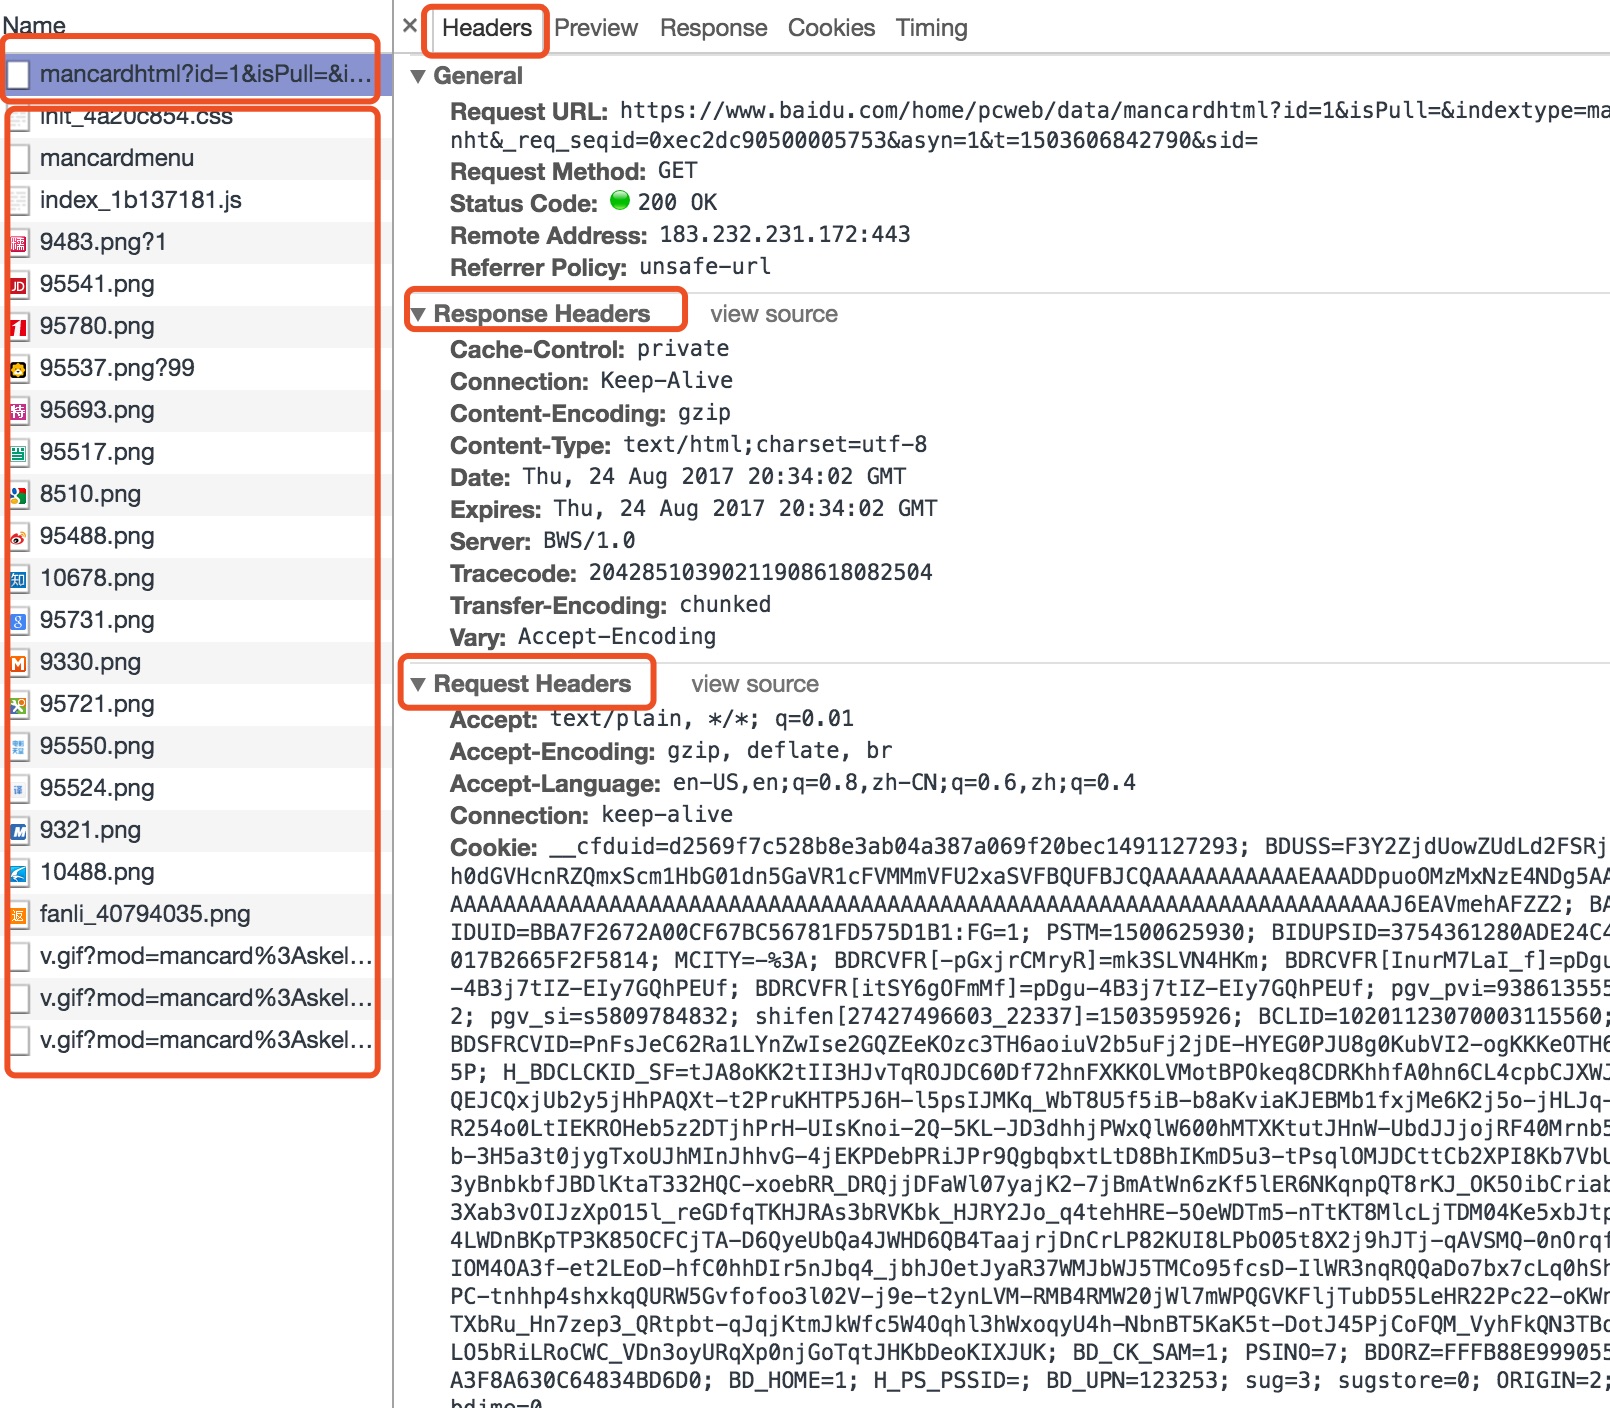 Name
mancardhtml?id=1&isPull=&i...
init_4a20c854.css
mancardmenu
index_1b137181.js
9483.png?1
95541.png
95780.png
95537.png?99
95693.png
95517.png
8510.png
95488.png
10678.png
95731.png
9330.png
95721.png
95550.png
95524.png
9321.png
10488.png
fanli_40794035.png
v.gif?mod=mancard%3Askel...
v.gif?mod=mancard%3Askel...
v.gif?mod=mancard%3Askel...
× Headers Preview Response Cookies Timing
▼ General
Request URL: https://www.baidu.com/home/pcweb/data/mancardhtml?id=1&isPull=&indextype=ma
nht&_req_seqid=0xec2dc90500005753&asyn=1&t=1503606842790&sid=
Request Method: GET
Status Code: 200 OK
Remote Address: 183.232.231.172:443
Referrer Policy: unsafe-url
▼ Response Headers view source
Cache-Control: private
Connection: Keep-Alive
Content-Encoding: gzip
Content-Type: text/html;charset=utf-8
Date: Thu, 24 Aug 2017 20:34:02 GMT
Expires: Thu, 24 Aug 2017 20:34:02 GMT
Server: BWS/1.0
Tracecode: 20428510390211908618082504
Transfer-Encoding: chunked
Vary: Accept-Encoding
▼ Request Headers view source
Accept: text/plain, */*; q=0.01
Accept-Encoding: gzip, deflate, br
Accept-Language: en-US,en;q=0.8,zh-CN;q=0.6,zh;q=0.4
Connection: keep-alive
Cookie: __cfduid=d2569f7c528b8e3ab04a387a069f20bec1491127293; BDUSS=F3Y2ZjdUowZUdLd2FSRj
h0dGVHcnRZQmxScm1HbG01dn5GaVR1cFVMMmVFU2xaSVFBQUFBJCQAAAAAAAAAAAEAAADDpuoOMzMxNzE4NDg5AA
AAAAAAAAAAAAAAAAAAAAAAAAAAAAAAAAAAAAAAAAAAAAAAAAAAAAAAAAAAAAAAAAAAAAAAAAAJ6EAVmehAFZZ2; BA
IDUID=BBA7F2672A00CF67BC56781FD575D1B1:FG=1; PSTM=1500625930; BIDUPSID=3754361280ADE24C4
017B2665F2F5814; MCITY=-%3A; BDRCVFR[-pGxjrCMryR]=mk3SLVN4HKm; BDRCVFR[InurM7LaI_f]=pDgu
-4B3j7tIZ-EIy7GQhPEUf; BDRCVFR[itSY6gOFmMf]=pDgu-4B3j7tIZ-EIy7GQhPEUf; pgv_pvi=938613555
2; pgv_si=s5809784832; shifen[27427496603_22337]=1503595926; BCLID=10201123070003115560;
BDSFRCVID=PnFsJeC62Ra1LYnZwIse2GQZEeKOzc3TH6aoiuV2b5uFj2jDE-HYEG0PJU8g0KubVI2-ogKKKeOTH6
5P; H_BDCLCKID_SF=tJA8oKK2tII3HJvTqROJDC60Df72hnFXKKOLVMotBPOkeq8CDRKhhfA0hn6CL4cpbCJXWJ
QEJCQxjUb2y5jHhPAQXt-t2PruKHTP5J6H-l5psIJMKq_WbT8U5f5iB-b8aKviaKJEBMb1fxjMe6K2j5o-jHLJq-
R254o0LtIEKROHeb5z2DTjhPrH-UIsKnoi-2Q-5KL-JD3dhhjPWxQlW600hMTXKtutJHnW-UbdJJjojRF40Mrnb5
b-3H5a3t0jygTxoUJhMInJhhvG-4jEKPDebPRiJPr9QgbqbxtLtD8BhIKmD5u3-tPsqlOMJDCttCb2XPI8Kb7VbU
3yBnbkbfJBDlKtaT332HQC-xoebRR_DRQjjDFaWl07yajK2-7jBmAtWn6zKf5lER6NKqnpQT8rKJ_OK5OibCriab
3Xab3vOIJzXpO15l_reGDfqTKHJRAs3bRVKbk_HJRY2Jo_q4tehHRE-5OeWDTm5-nTtKT8MlcLjTDM04Ke5xbJtp
4LWDnBKpTP3K85OCFCjTA-D6QyeUbQa4JWHD6QB4TaajrjDnCrLP82KUI8LPbO05t8X2j9hJTj-qAVSMQ-0nOrqf
IOM4OA3f-et2LEoD-hfC0hhDIr5nJbq4_jbhJOetJyaR37WMJbWJ5TMCo95fcsD-IlWR3nqRQQaDo7bx7cLq0hSh
PC-tnhhp4shxkqQURW5Gvfofoo3l02V-j9e-t2ynLVM-RMB4RMW20jWl7mWPQGVKFljTubD55LeHR22Pc22-oKWn
TXbRu_Hn7zep3_QRtpbt-qJqjKtmJkWfc5W4Oqhl3hWxoqyU4h-NbnBT5KaK5t-DotJ45PjCoFQM_VyhFkQN3TBo
LO5bRiLRoCWC_VDn3oyURqXp0njGoTqtJHKbDeoKIXJUK; BD_CK_SAM=1; PSINO=7; BDORZ=FFFB88E999055
A3F8A630C64834BD6D0; BD_HOME=1; H_PS_PSSID=; BD_UPN=123253; sug=3; sugstore=0; ORIGIN=2;
bdime=0